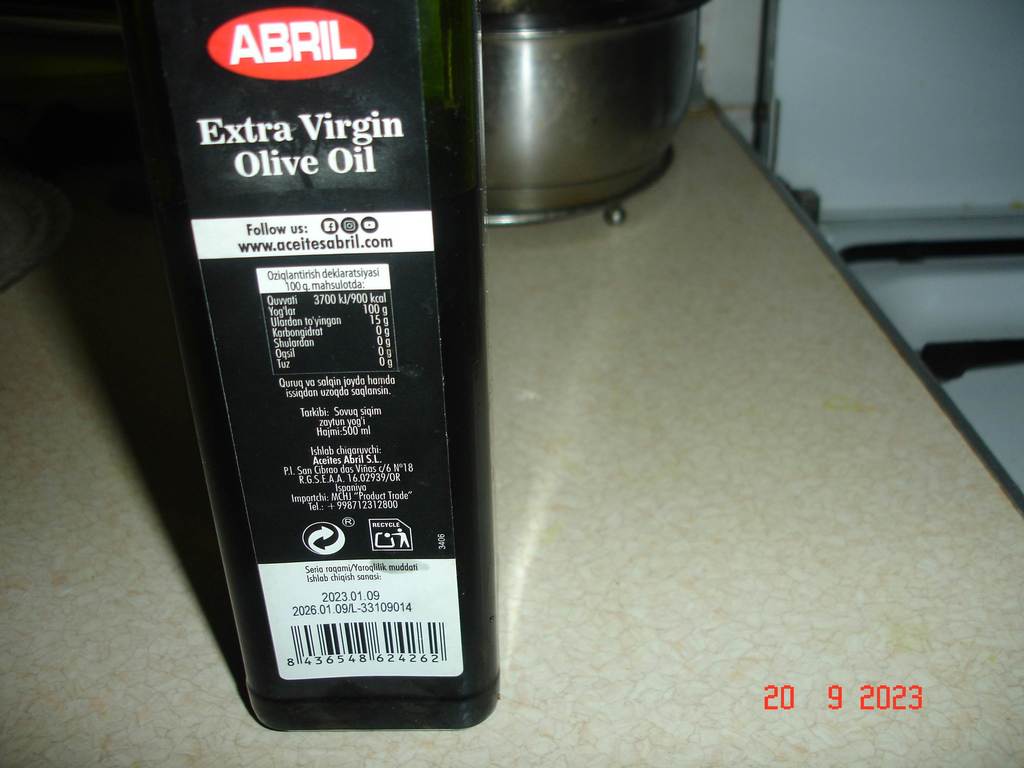 ABRIL
Extra Virgin
Olive Oil
Follow us:
www.aceitesabril.com
Oziqlantirish deklaratsiyasi
100 g. mahsulotda:
Quvvati 3700 kJ/900 kcal
Yog'lar 100 g
Ulardan to'yingan 15 g
Karbongidrat 0 g
Shulardan 0 g
Oqsil 0 g
Tuz 0 g
Quruq va salqin joyda hamda
issiqdan uzoqda saqlansin.
Tarkibi: Sovuq siqim
zaytun yog'i
Hajmi:500 ml
Ishlab chiqaruvchi:
Aceites Abril S.L.
P.I. San Cibrao das Viñas c/6 Nº18
R.G.S.E.A.A. 16.02939/OR
Ispaniya
Importchi: MCHJ "Product Trade"
Tel.: +998712312800
®
RECYCLE
3406
Seria raqami/Yaroqlilik muddati
Ishlab chiqish sanasi:
2023.01.09
2026.01.09/L-33109014
8 436548 624262
20 9 2023